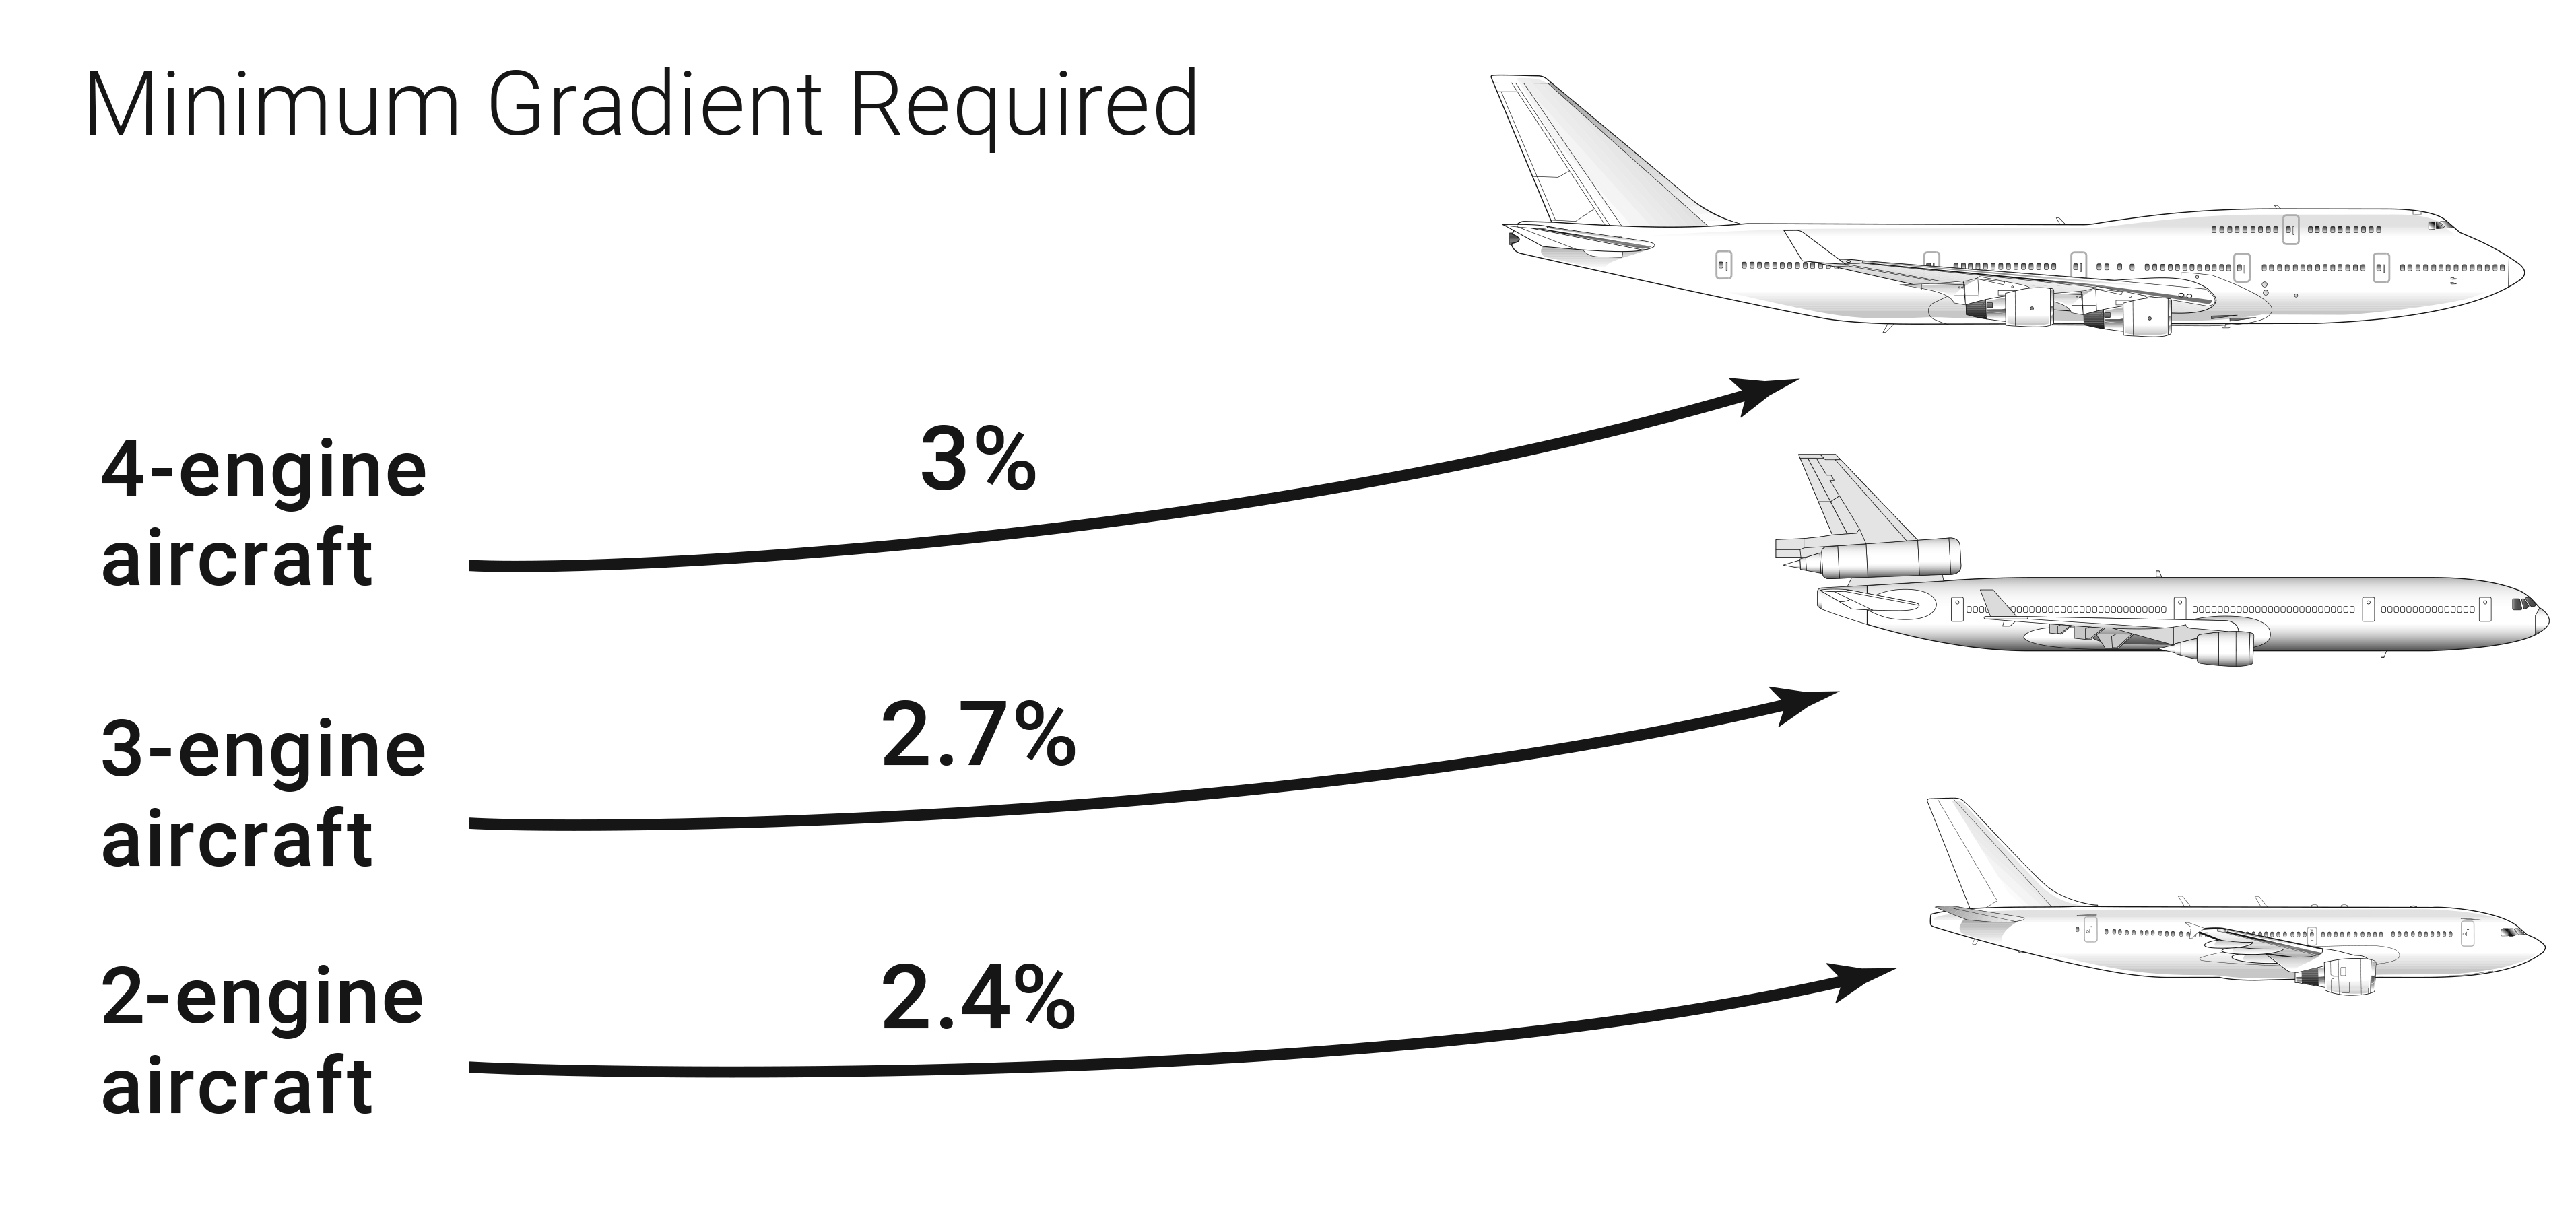 Minimum Gradient Required
4-engine
aircraft
3%
3-engine
aircraft
2.7%
2-engine
aircraft
2.4%